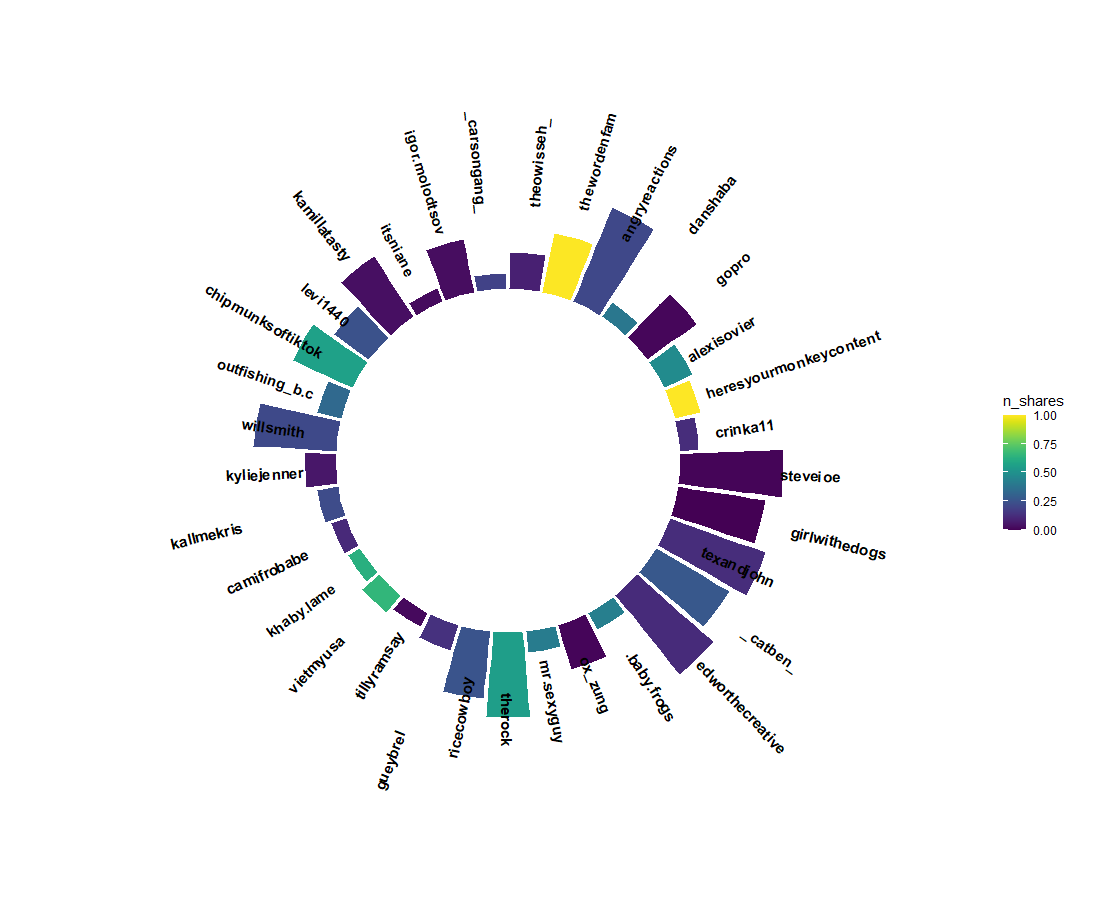 theowisseh_
thewordenfam
angryreactions
danshaba
gopro
alexisovier
heresyourmonkeycontent
crinka11
stevioe
girlwithedogs
texandjohn
_catben_
edworthecreative
.baby.frogs
ox_zung
mr.sexyguy
therock
ricecowboy
gueybrel
tillyramsay
vietmyusa
khaby.lame
camifrobabe
kallmekris
kyliejenner
willsmith
outfishing_b.c
chipmunksoftiktok
levi1440
kamillatasty
itsniane
igor.molodtsov
_carsongang_
n_shares
1.00
0.75
0.50
0.25
0.00